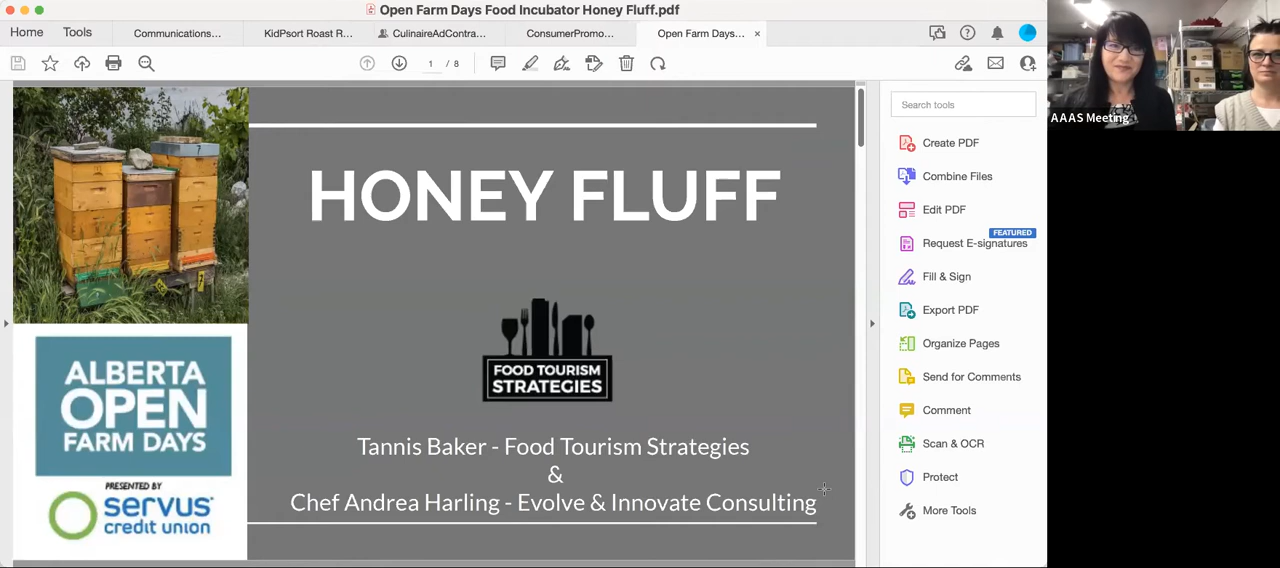 Open Farm Days Food Incubator Honey Fluff.pdf
Home
Tools
Communications...
KidPsort Roast R...
CulinaireAdContra...
ConsumerPromo...
Open Farm Days...
×
1 / 8
Search tools
Create PDF
Combine Files
Edit PDF
FEATURED
Request E-signatures
Fill & Sign
Export PDF
Organize Pages
Send for Comments
Comment
Scan & OCR
Protect
More Tools
AAAS Meeting
HONEY FLUFF
FOOD TOURISM
STRATEGIES
Tannis Baker - Food Tourism Strategies
&
Chef Andrea Harling - Evolve & Innovate Consulting
ALBERTA
OPEN
FARM DAYS
PRESENTED BY
servus
credit union